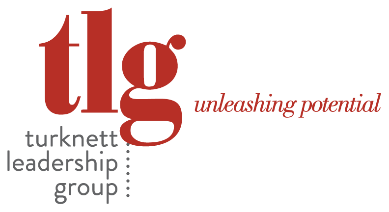 tlg
unleashing potential
turknett
leadership
group